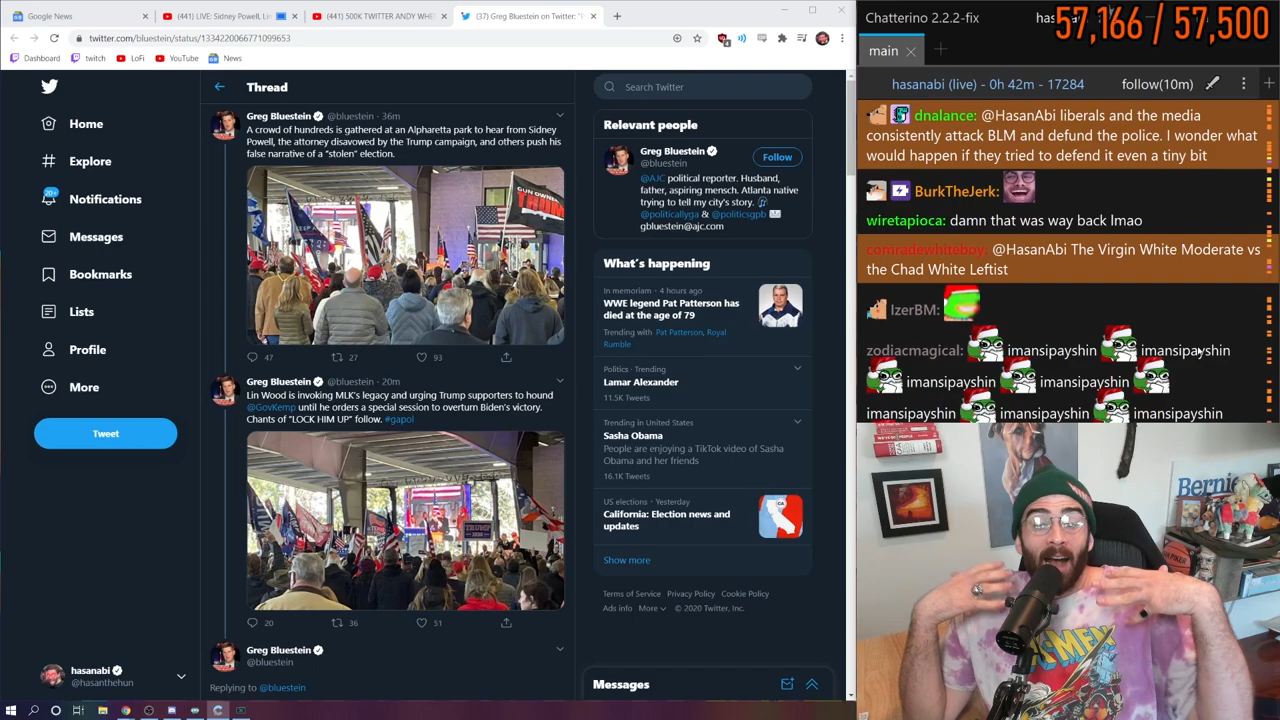 Google News
(441) LIVE: Sidney Powell, Lin
(441) 500K TWITTER ANDY WHE
(37) Greg Bluestein on Twitter: "
twitter.com/bluestein/status/1334220066771099653
Dashboard
twitch
LoFi
YouTube
News
Home
Explore
20+
Notifications
Messages
Bookmarks
Lists
Profile
More
Tweet
hasanabi
@hasanthehun
Thread
Greg Bluestein @bluestein · 36m
A crowd of hundreds is gathered at an Alpharetta park to hear from Sidney
Powell, the attorney disavowed by the Trump campaign, and others push his
false narrative of a "stolen" election.
GUN OWNERS
TRUMP
47 27 93
Greg Bluestein @bluestein · 20m
Lin Wood is invoking MLK's legacy and urging Trump supporters to hound
@GovKemp until he orders a special session to overturn Biden's victory.
Chants of "LOCK HIM UP" follow. #gapol
TRUMP
20 36 51
Greg Bluestein
@bluestein
Replying to @bluestein
Search Twitter
Relevant people
Greg Bluestein
@bluestein
Follow
@AJC political reporter. Husband,
father, aspiring mensch. Atlanta native
trying to tell my city's story.
@politicallyga & @politicsgpb
gbluestein@ajc.com
What's happening
In memoriam · 4 hours ago
WWE legend Pat Patterson has
died at the age of 79
Trending with Pat Patterson, Royal
Rumble
Politics · Trending
Lamar Alexander
11.5K Tweets
Trending in United States
Sasha Obama
People are enjoying a TikTok video of Sasha
Obama and her friends
16.1K Tweets
US elections · Yesterday
California: Election news and
updates
Show more
Terms of Service Privacy Policy Cookie Policy
Ads info More © 2020 Twitter, Inc.
Messages
Chatterino 2.2.2-fix
57,166 / 57,500
main
hasanabi (live) - 0h 42m - 17284
follow(10m)
dnalance: @HasanAbi liberals and the media
consistently attack BLM and defund the police. I wonder what
would happen if they tried to defend it even a tiny bit
BurkTheJerk:
wiretapioca: damn that was way back lmao
comradewhiteboy: @HasanAbi The Virgin White Moderate vs
the Chad White Leftist
IzerBM:
zodiacmagical: imansipayshin imansipayshin
imansipayshin imansipayshin
imansipayshin imansipayshin imansipayshin
Bernie
X-MEN